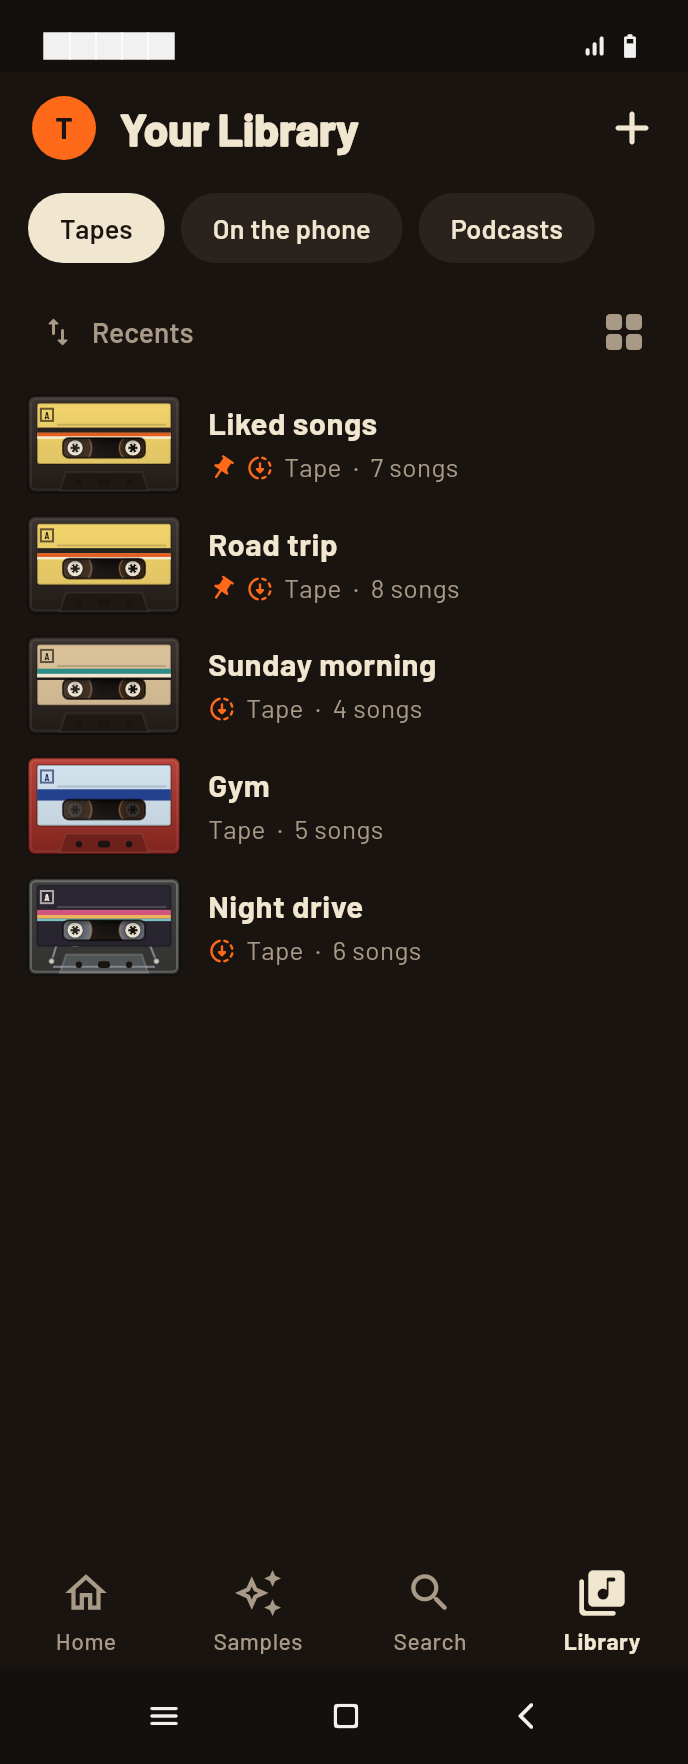 T
Your Library
Tapes
On the phone
Podcasts
Recents
A
Liked songs
Tape · 7 songs
A
Road trip
Tape · 8 songs
A
Sunday morning
Tape · 4 songs
A
Gym
Tape · 5 songs
A
Night drive
Tape · 6 songs
Home
Samples
Search
Library